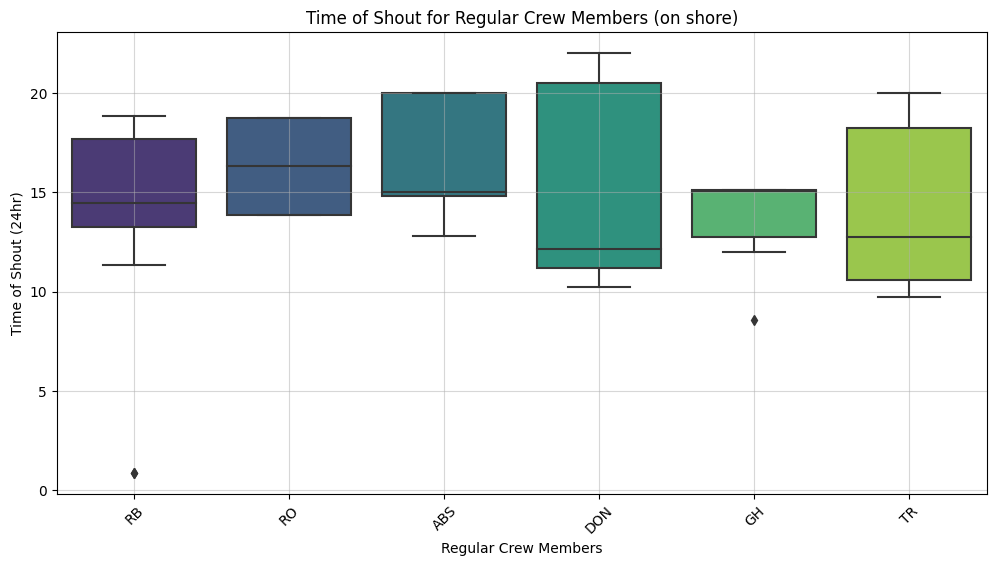 Time of Shout for Regular Crew Members (on shore)
Time of Shout (24hr)
20
15
10
5
0
RB
RO
ABS
DON
GH
TR
Regular Crew Members